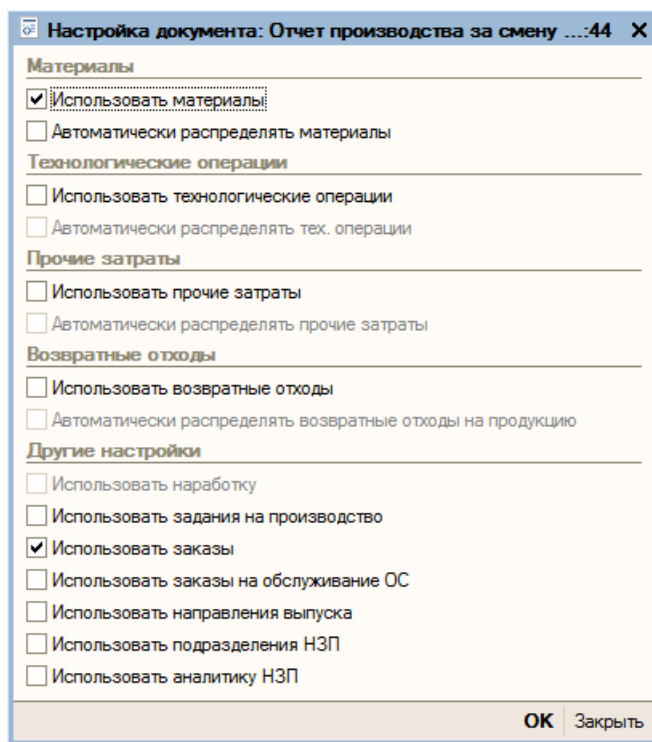 Настройка документа: Отчет производства за смену ...:44
Материалы
Использовать материалы
Автоматически распределять материалы
Технологические операции
Использовать технологические операции
Автоматически распределять тех. операции
Прочие затраты
Использовать прочие затраты
Автоматически распределять прочие затраты
Возвратные отходы
Использовать возвратные отходы
Автоматически распределять возвратные отходы на продукцию
Другие настройки
Использовать наработку
Использовать задания на производство
Использовать заказы
Использовать заказы на обслуживание ОС
Использовать направления выпуска
Использовать подразделения НЗП
Использовать аналитику НЗП
OK Закрыть